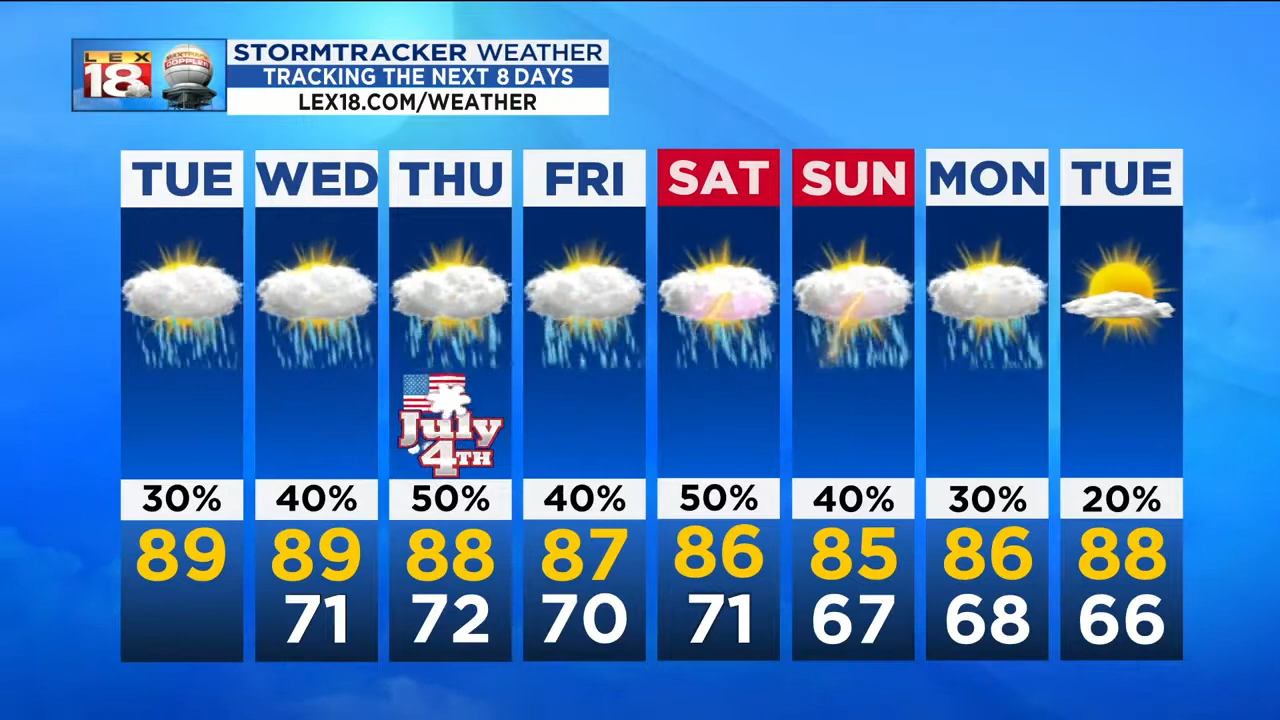 LEX
18
DOPPLER
STORMTRACKER WEATHER
TRACKING THE NEXT 8 DAYS
LEX18.COM/WEATHER
TUE WED THU FRI SAT SUN MON TUE
July
4TH
30% 40% 50% 40% 50% 40% 30% 20%
89 89 88 87 86 85 86 88
71 72 70 71 67 68 66